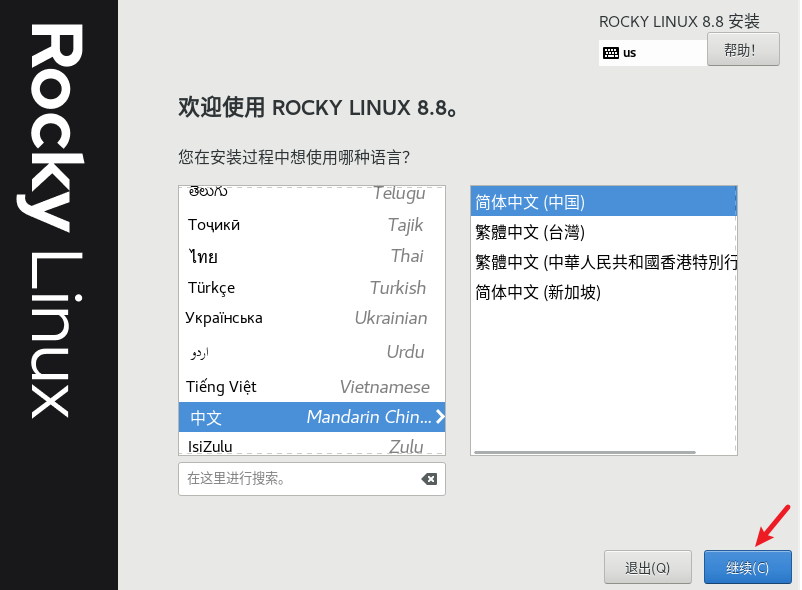 Rocky Linux
ROCKY LINUX 8.8 安装
us
帮助!
欢迎使用 ROCKY LINUX 8.8。
您在安装过程中想使用哪种语言?
తెలుగు Telugu
Тоҷикӣ Tajik
ไทย Thai
Türkçe Turkish
Українська Ukrainian
اردو Urdu
Tiếng Việt Vietnamese
中文 Mandarin Chin...
IsiZulu Zulu
在这里进行搜索。
简体中文 (中国)
繁體中文 (台灣)
繁體中文 (中華人民共和國香港特別行
简体中文 (新加坡)
退出(Q)
继续(C)